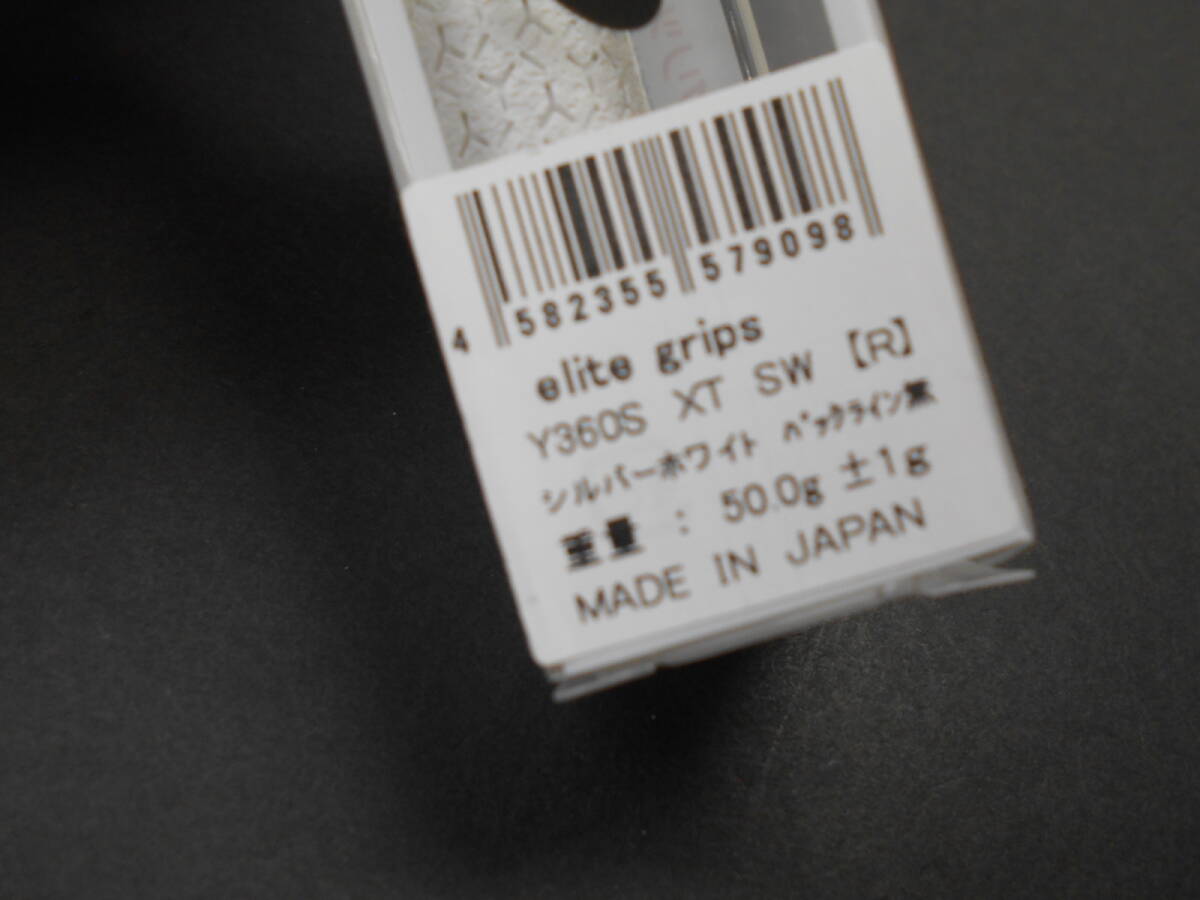 4 582355 579098
elite grips
Y360S XT SW 【R】
シルバーホワイト ﾊﾞｯｸﾗｲﾝ黒
重量 : 50.0g ±1g
MADE IN JAPAN